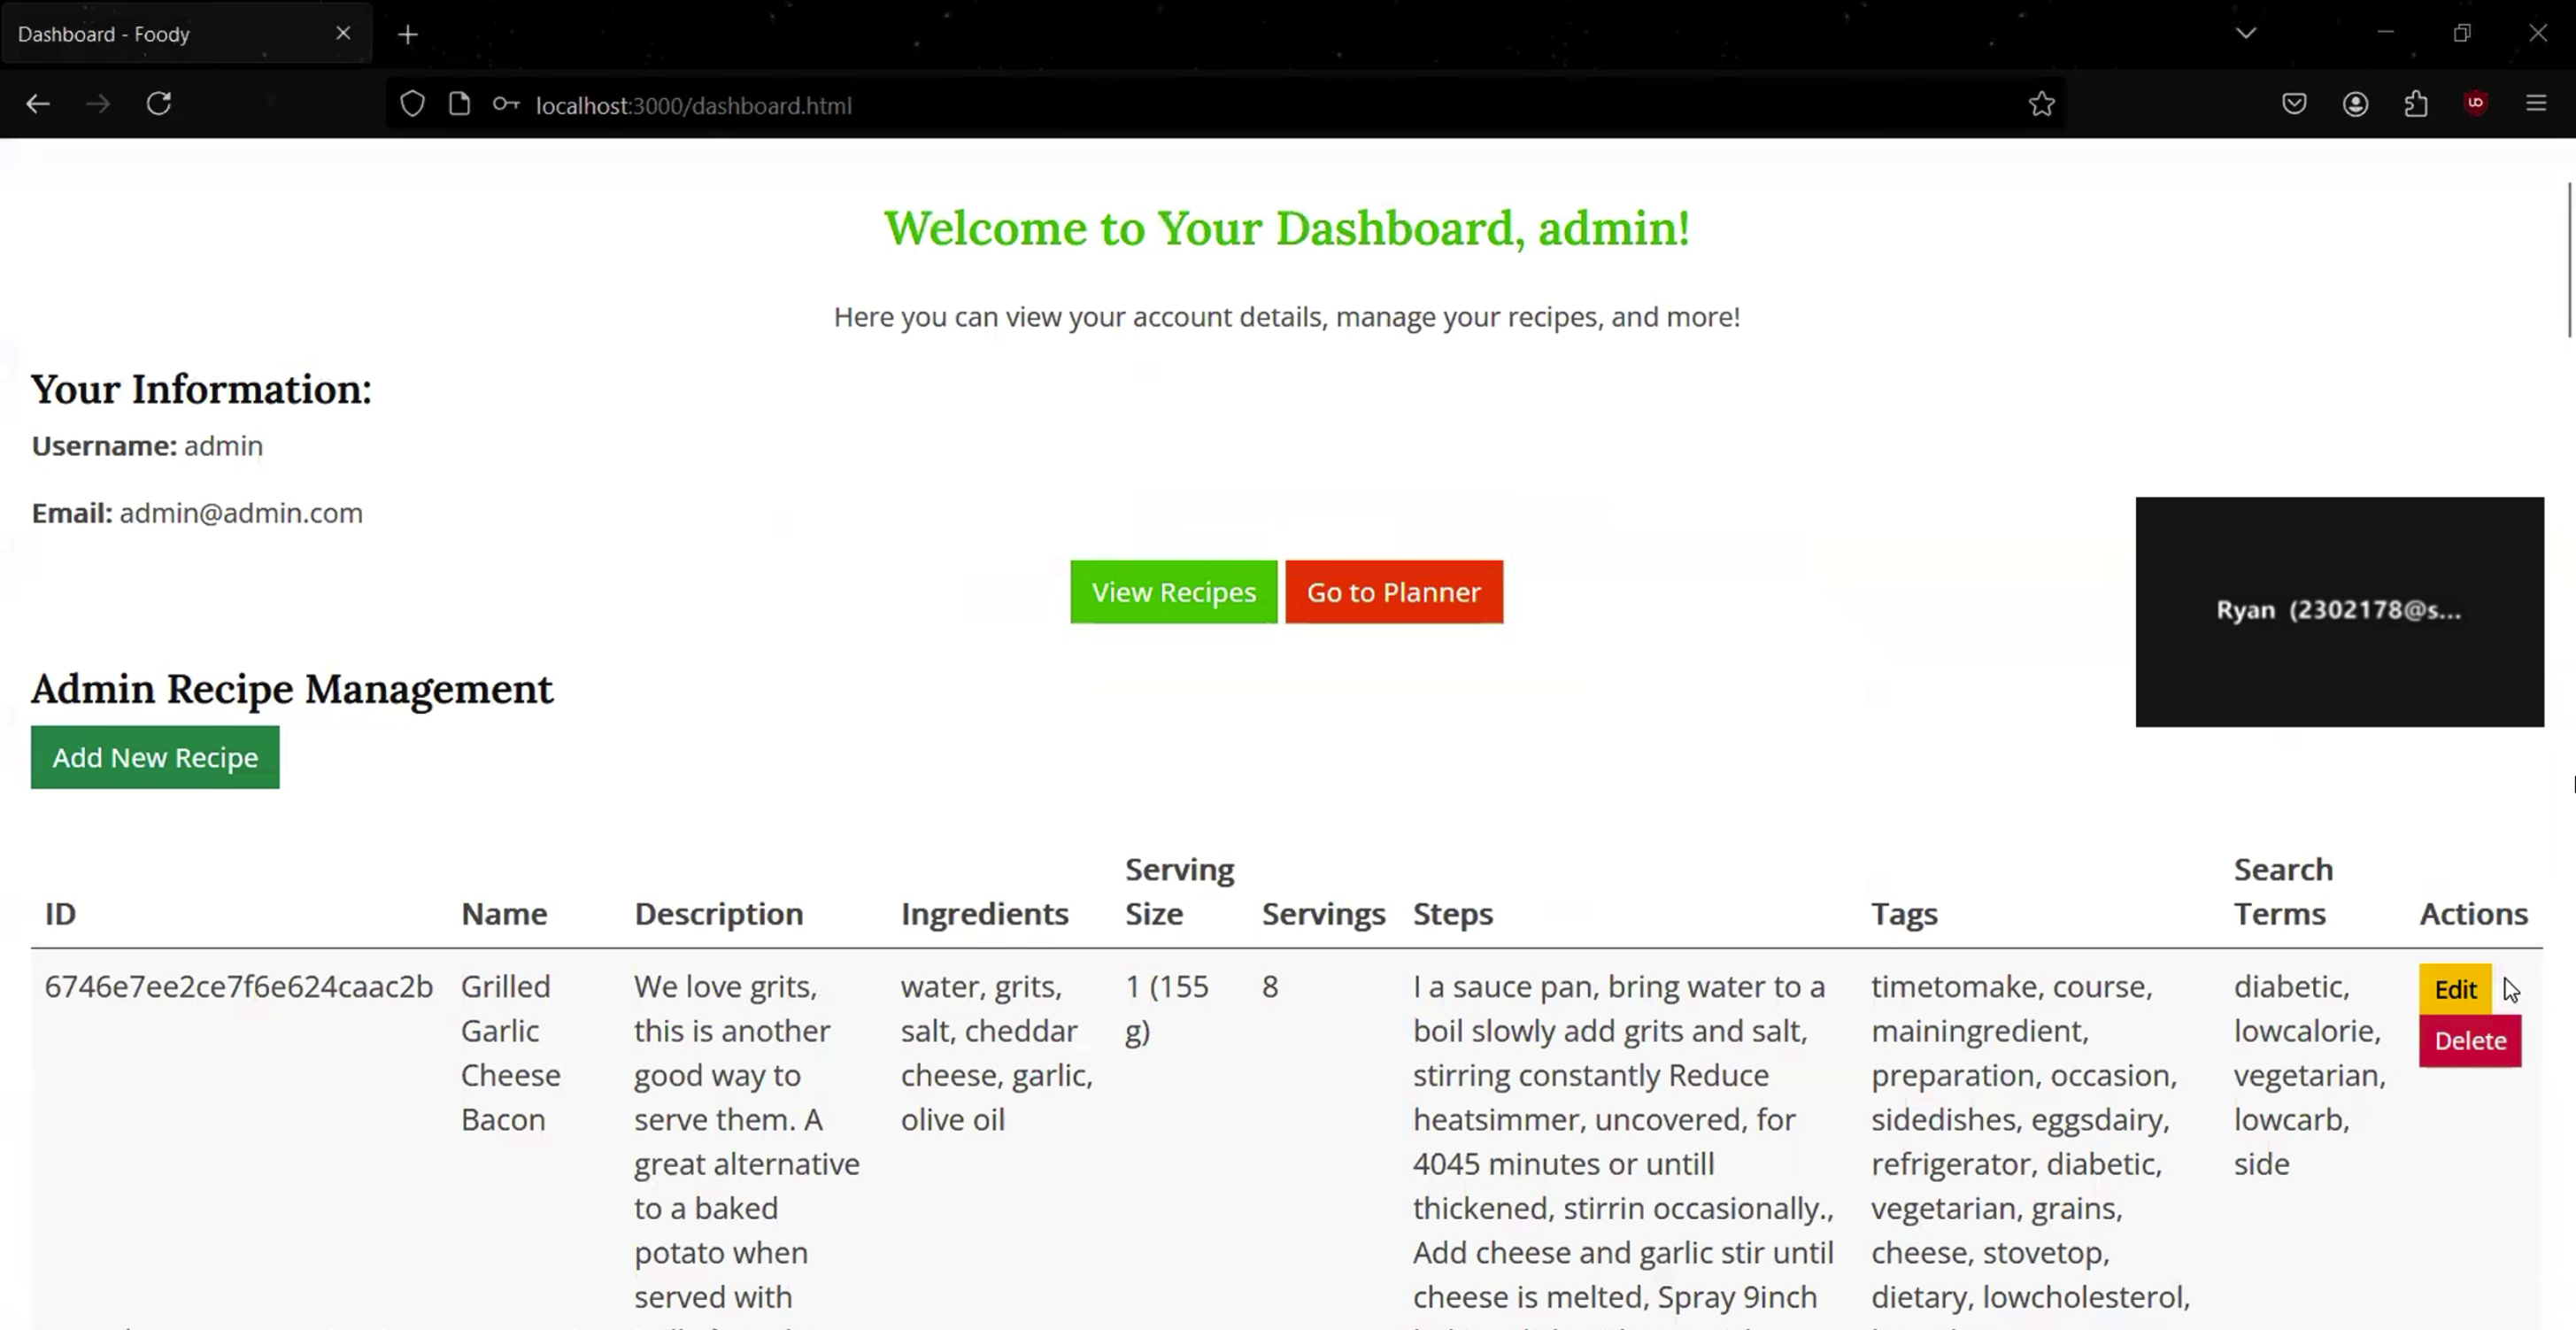 Dashboard - Foody
localhost:3000/dashboard.html
Welcome to Your Dashboard, admin!
Here you can view your account details, manage your recipes, and more!
Your Information:
Username: admin
Email: admin@admin.com
View Recipes
Go to Planner
Ryan (2302178@s...
Admin Recipe Management
Add New Recipe
ID
Name
Description
Ingredients
Serving
Size
Servings
Steps
Tags
Search
Terms
Actions
6746e7ee2ce7f6e624caac2b
Grilled
Garlic
Cheese
Bacon
We love grits,
this is another
good way to
serve them. A
great alternative
to a baked
potato when
served with
water, grits,
salt, cheddar
cheese, garlic,
olive oil
1 (155
g)
8
I a sauce pan, bring water to a
boil slowly add grits and salt,
stirring constantly Reduce
heatsimmer, uncovered, for
4045 minutes or untill
thickened, stirrin occasionally.,
Add cheese and garlic stir until
cheese is melted, Spray 9inch
timetomake, course,
mainingredient,
preparation, occasion,
sidedishes, eggsdairy,
refrigerator, diabetic,
vegetarian, grains,
cheese, stovetop,
dietary, lowcholesterol,
diabetic,
lowcalorie,
vegetarian,
lowcarb,
side
Edit
Delete